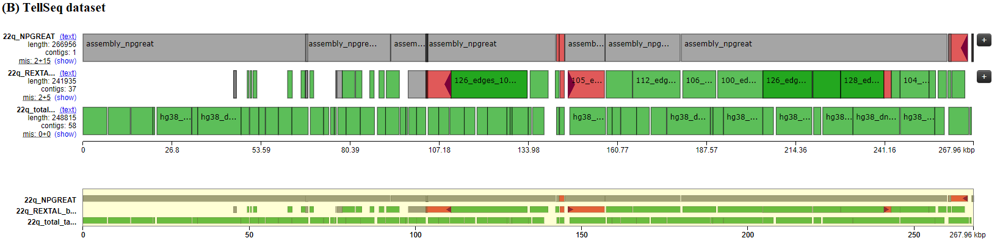 (B) TellSeq dataset
22q_NPGREAT (text)
length: 266956
contigs: 1
mis: 2+15 (show)
assembly_npgreat assembly_npgre... assem... assembly_npgreat assemb... assembly_npg... assembly_npgreat
+
22q_REXTA... (text)
length: 241935
contigs: 37
mis: 2+5 (show)
126_edges_10... 105_e... 112_edg... 106_... 100_ed... 126_edg... 128_ed... 104_...
+
22q_total... (text)
length: 248815
contigs: 58
mis: 0+0 (show)
hg38_... hg38_d... hg38_... hg38_d... hg38_... hg38_... hg38... hg38_dn... hg38_...
0 26.8 53.59 80.39 107.18 133.98 160.77 187.57 214.36 241.16 267.96 kbp
22q_NPGREAT
22q_REXTAL_b...
22q_total_ta...
0 50 100 150 200 250 267.96 kbp